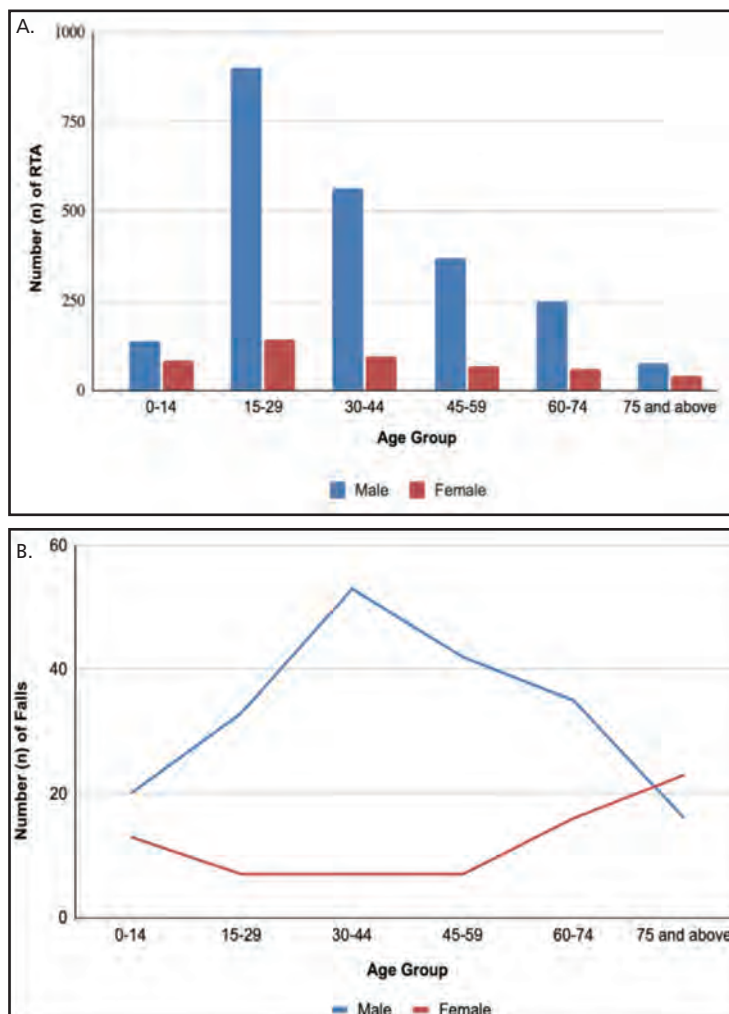 A.
1000
750
500
250
0
Number (n) of RTA
0-14 15-29 30-44 45-59 60-74 75 and above
Age Group
Male Female
B.
60
40
20
0
Number (n) of Falls
0-14 15-29 30-44 45-59 60-74 75 and above
Age Group
Male Female